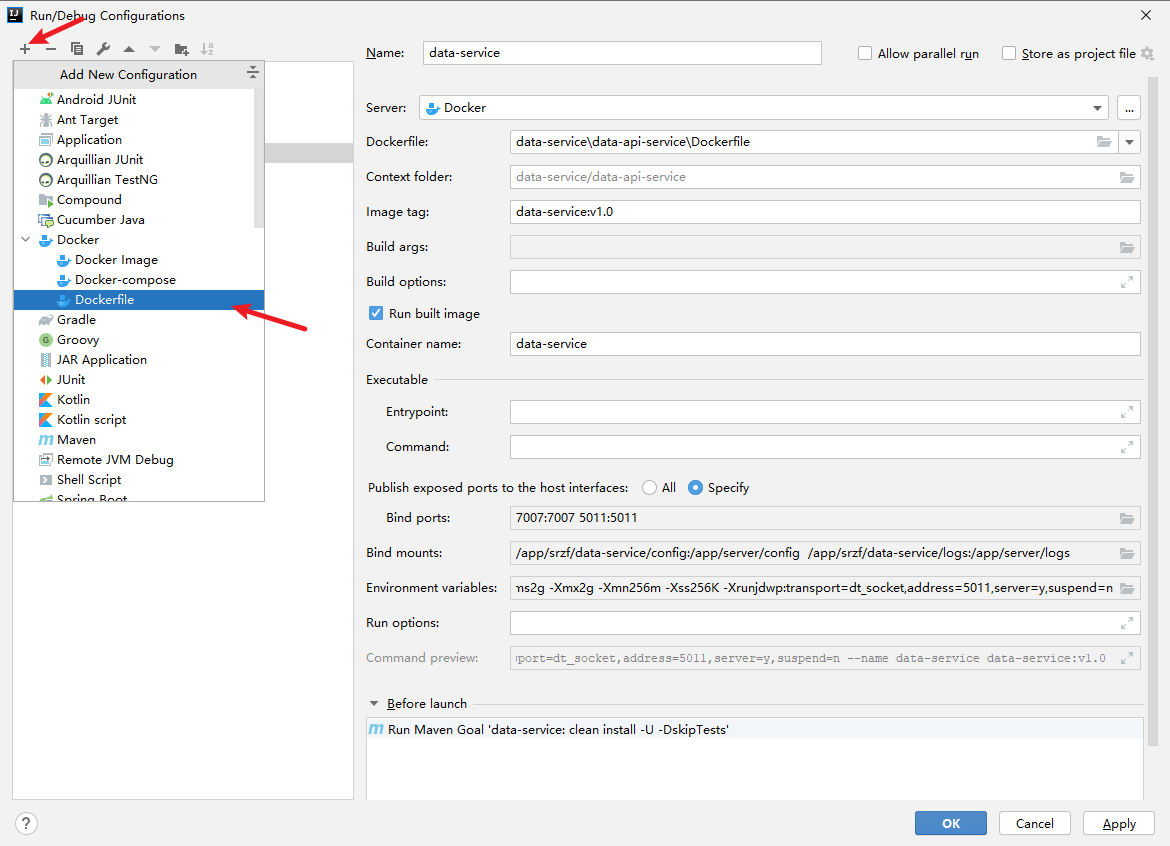 Run/Debug Configurations
Add New Configuration
Android JUnit
Ant Target
Application
Arquillian JUnit
Arquillian TestNG
Compound
Cucumber Java
Docker
Docker Image
Docker-compose
Dockerfile
Gradle
Groovy
JAR Application
JUnit
Kotlin
Kotlin script
Maven
Remote JVM Debug
Shell Script
Spring Boot
Name: data-service Allow parallel run Store as project file
Server: Docker ...
Dockerfile: data-service\data-api-service\Dockerfile
Context folder: data-service/data-api-service
Image tag: data-service:v1.0
Build args:
Build options:
Run built image
Container name: data-service
Executable
Entrypoint:
Command:
Publish exposed ports to the host interfaces: All Specify
Bind ports: 7007:7007 5011:5011
Bind mounts: /app/srzf/data-service/config:/app/server/config /app/srzf/data-service/logs:/app/server/logs
Environment variables: ms2g -Xmx2g -Xmn256m -Xss256K -Xrunjdwp:transport=dt_socket,address=5011,server=y,suspend=n
Run options:
Command preview: port=dt_socket,address=5011,server=y,suspend=n --name data-service data-service:v1.0
Before launch
Run Maven Goal 'data-service: clean install -U -DskipTests'
? OK Cancel Apply